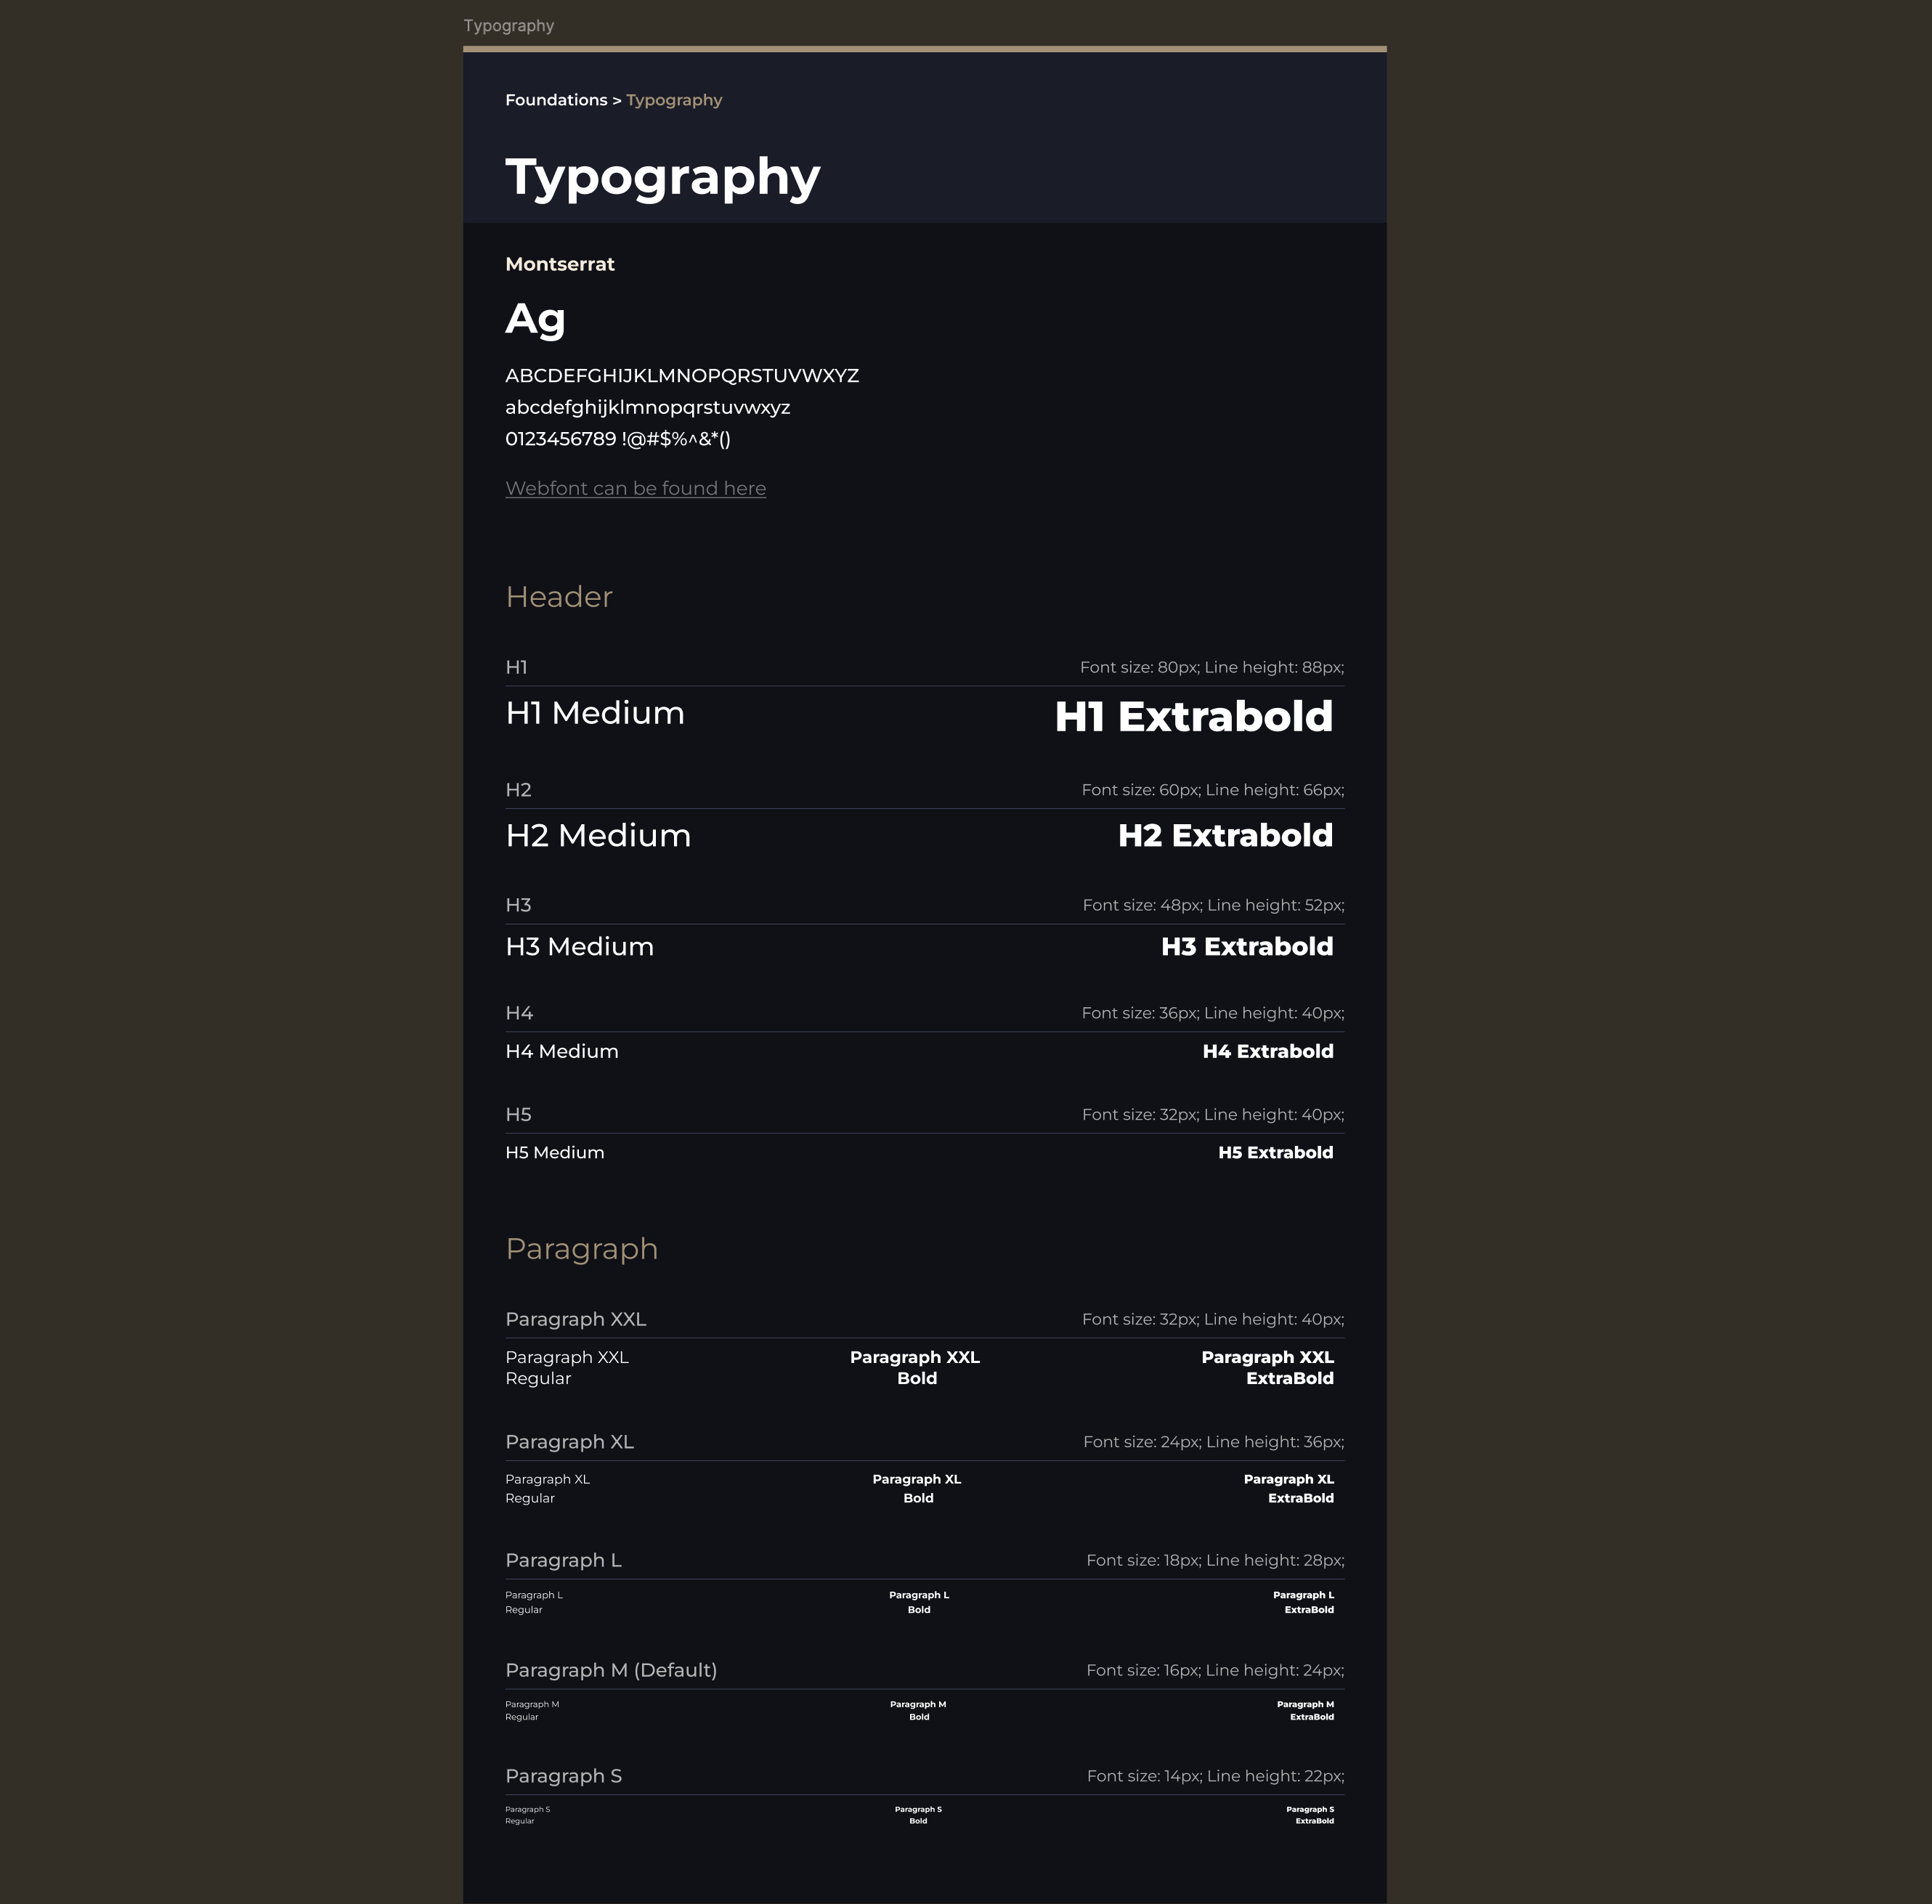 Typography
Foundations > Typography
Typography
Montserrat
Ag
ABCDEFGHIJKLMNOPQRSTUVWXYZ
abcdefghijklmnopqrstuvwxyz
0123456789 !@#$%^&*()
Webfont can be found here
Header
H1 Font size: 80px; Line height: 88px;
H1 Medium H1 Extrabold
H2 Font size: 60px; Line height: 66px;
H2 Medium H2 Extrabold
H3 Font size: 48px; Line height: 52px;
H3 Medium H3 Extrabold
H4 Font size: 36px; Line height: 40px;
H4 Medium H4 Extrabold
H5 Font size: 32px; Line height: 40px;
H5 Medium H5 Extrabold
Paragraph
Paragraph XXL Font size: 32px; Line height: 40px;
Paragraph XXL Paragraph XXL Paragraph XXL
Regular Bold ExtraBold
Paragraph XL Font size: 24px; Line height: 36px;
Paragraph XL Paragraph XL Paragraph XL
Regular Bold ExtraBold
Paragraph L Font size: 18px; Line height: 28px;
Paragraph L Paragraph L Paragraph L
Regular Bold ExtraBold
Paragraph M (Default) Font size: 16px; Line height: 24px;
Paragraph M Paragraph M Paragraph M
Regular Bold ExtraBold
Paragraph S Font size: 14px; Line height: 22px;
Paragraph S Paragraph S Paragraph S
Regular Bold ExtraBold